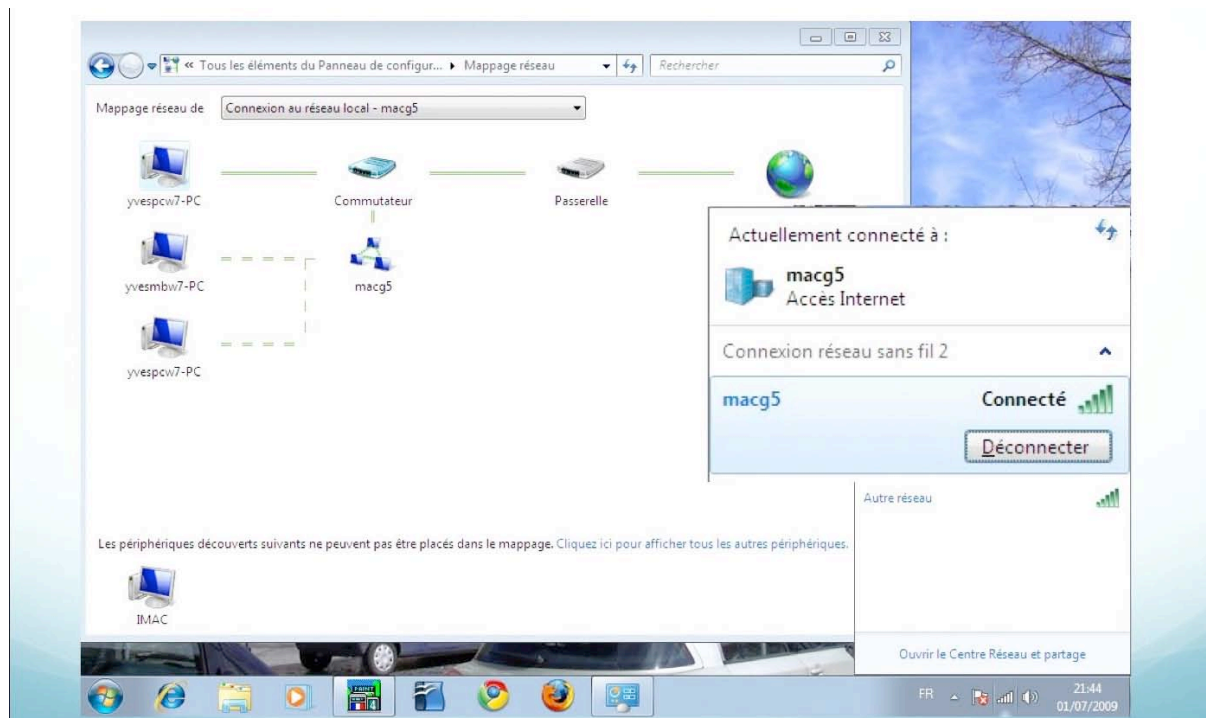 « Tous les éléments du Panneau de configur... Mappage réseau
Rechercher
Mappage réseau de
Connexion au réseau local - macg5
yvespcw7-PC
Commutateur
Passerelle
yvesmbw7-PC
macg5
yvespcw7-PC
Actuellement connecté à :
macg5
Accès Internet
Connexion réseau sans fil 2
macg5
Connecté
Déconnecter
Autre réseau
Les périphériques découverts suivants ne peuvent pas être placés dans le mappage. Cliquez ici pour afficher tous les autres périphériques.
IMAC
Ouvrir le Centre Réseau et partage
PAINT
4
FR
21:44
01/07/2009